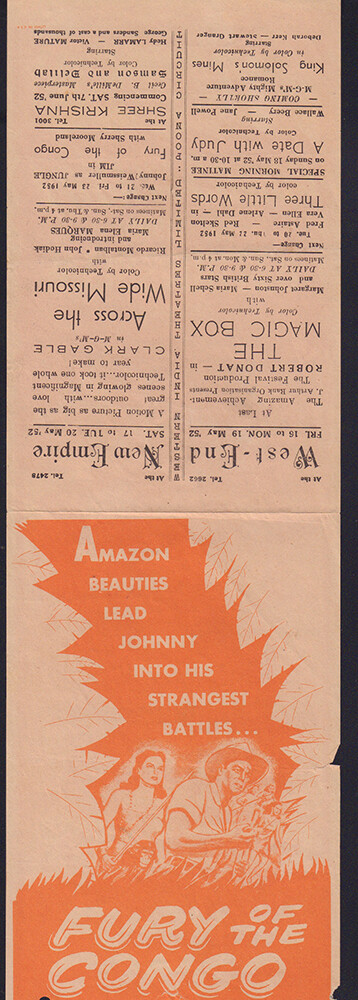 At the Tel. 2662
West-End
FRI. 16 to MON. 19 May '52
At Last
The Amazing Achievement-
J. Arthur Rank Organisation Presents
The Festival Production
ROBERT DONAT — in
THE
MAGIC BOX
Color by Technicolor
with
Margaret Johnston — Maria Schell
and over Sixty British Stars
DAILY AT 6-30 & 9-30 P.M.
Matinees on Sat., Sun. & Mon. at 4 p.m.
Next Change:-
Tue. 20 to Thu. 22 May 1952
Fred Astaire — Red Skelton
Vera Ellen — Arlene Dahl — in
Three Little Words
color by Technicolor
SPECIAL MORNING MATINEE
on Sunday 18 May '52 at 10-30 a.m.
A Date with Judy
Color by Technicolor
Starring
Wallace Beery — Jane Powell
— COMING SHORTLY —
M-G-M's Mighty Adventure
Romance
King Solomon's Mines
in Color by Technicolor
Starring
Deborah Kerr — Stewart Granger
WESTERN INDIA THEATRES LIMITED : POONA CIRCUIT
At the Tel. 2478
New Empire
SAT. 17 to TUE. 20 May '52
A Motion Picture as big as the
great outdoors...with love
scenes glowing in Magnificent
Technicolor...it took one whole
year to make!
CLARK GABLE
in M-G-M's
Across the
Wide Missouri
Color by Technicolor
with
Ricardo Montalban * John Hodiak
and introducing
Maria Elena MARQUES
DAILY AT 6-30 & 9-30 P.M.
Matinees on Sat., Sun. & Thu. at 4 p.m.
Next Change:-
Wed. 21 to Fri. 23 May 1952
Johnny Weissmuller as JUNGLE
JIM in
Fury of the Congo
with Sherry Mooreland
At the Tel. 3001
SHREE KRISHNA
Commencing SAT. 7th June '52
Cecil B. DeMille's Masterpiece
Samson and Delilah
Color by Technicolor
Starring
Hedy LAMARR — Victor MATURE
George Sanders and a cast of thousands
AMAZON
BEAUTIES
LEAD
JOHNNY
INTO HIS
STRANGEST
BATTLES...
FURY OF THE
CONGO